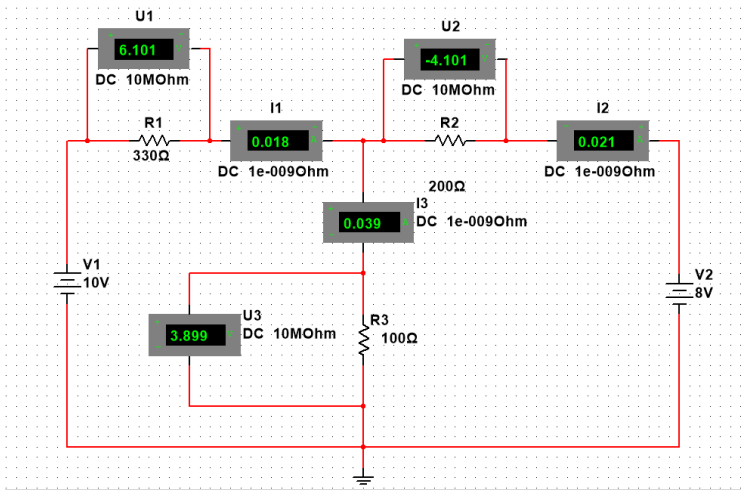 U1
6.101
DC 10MOhm
U2
-4.101
DC 10MOhm
R1
330Ω
I1
0.018
DC 1e-009Ohm
R2
200Ω
I2
0.021
DC 1e-009Ohm
I3
0.039
DC 1e-009Ohm
V1
10V
U3
3.899
DC 10MOhm
R3
100Ω
V2
8V